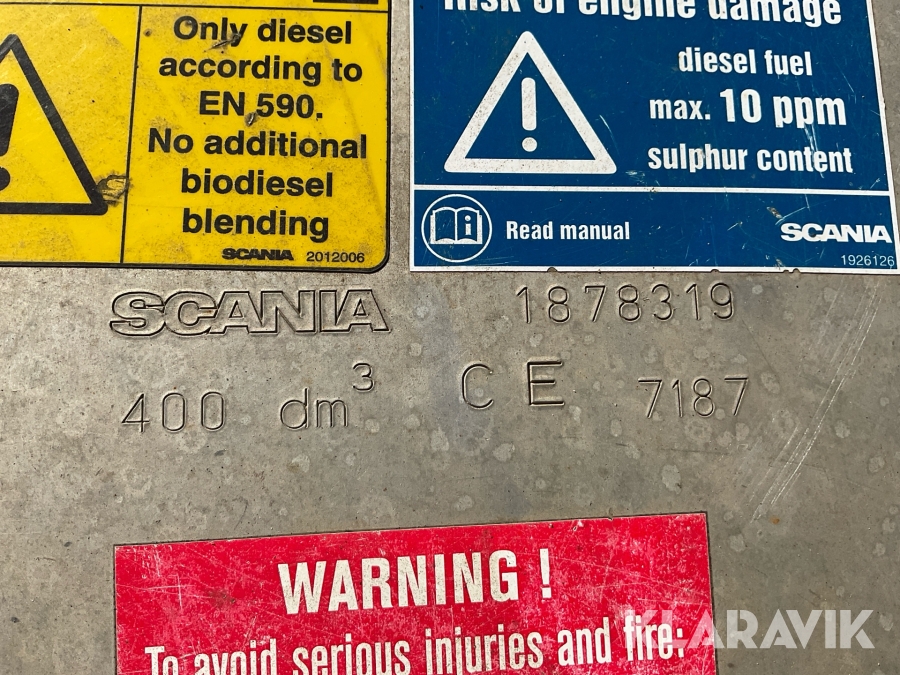 Only diesel
according to
EN 590.
No additional
biodiesel
blending
SCANIA 2012006
Risk of engine damage
diesel fuel
max. 10 ppm
sulphur content
Read manual
SCANIA
1926126
SCANIA 1878319
400 dm³ CE 7187
WARNING !
To avoid serious injuries and fire:
KLARAVIK